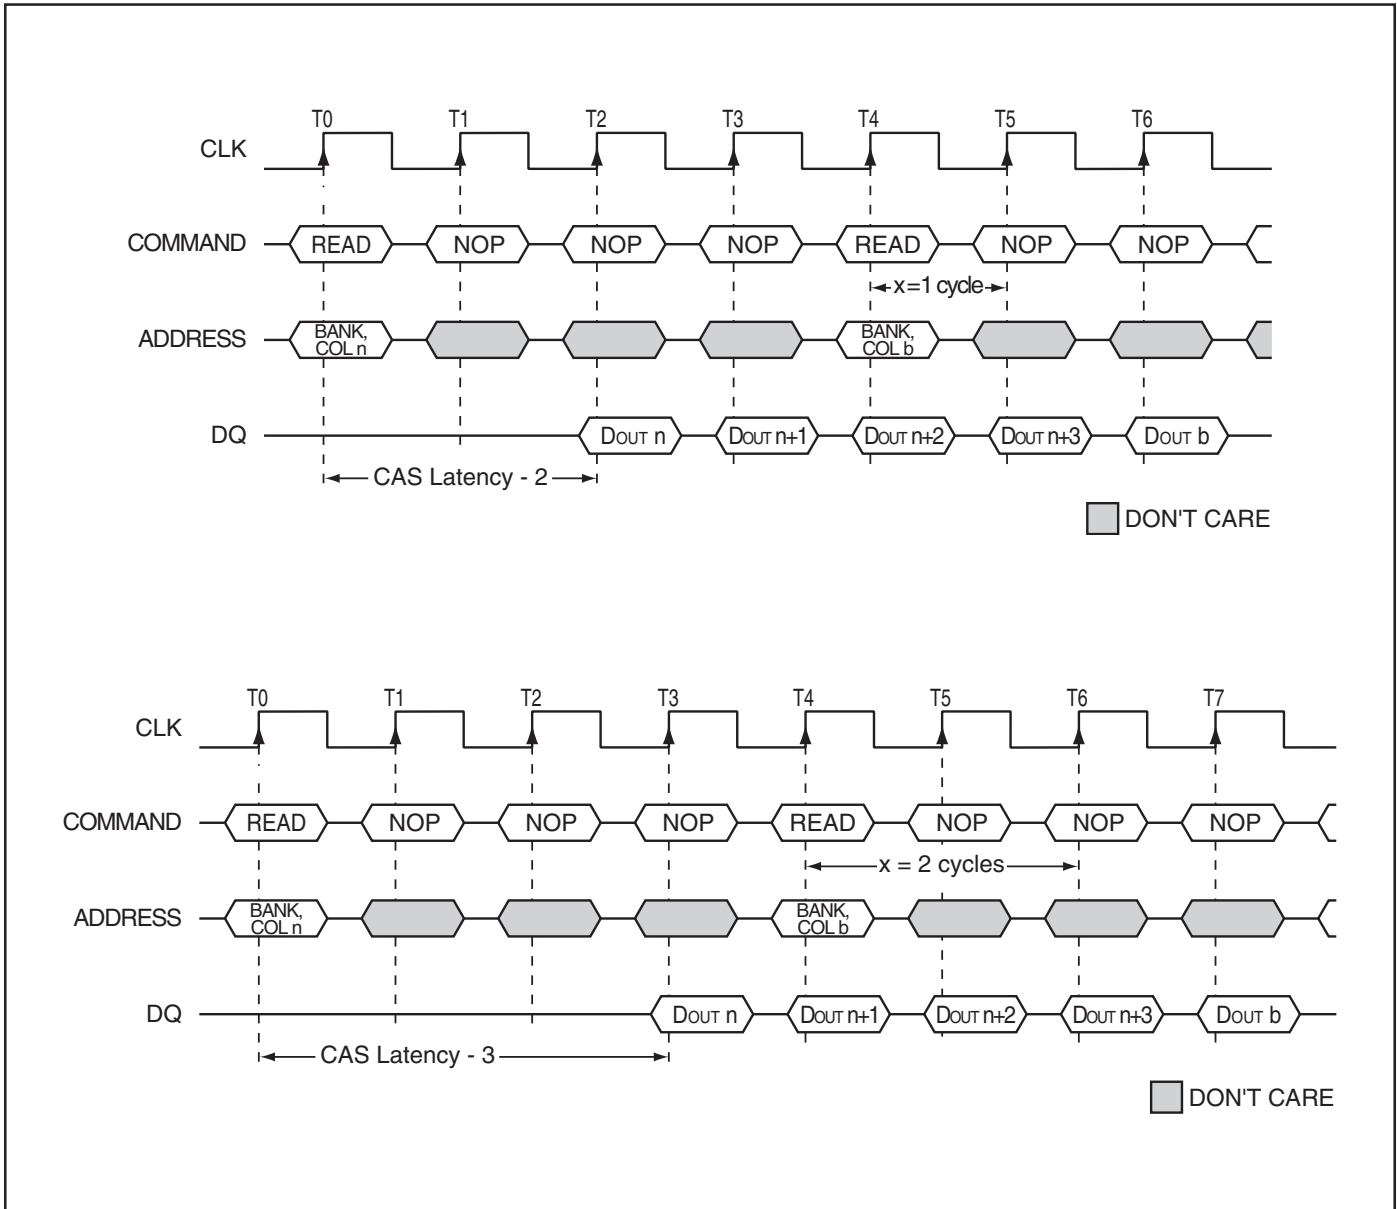 T0 T1 T2 T3 T4 T5 T6
CLK
COMMAND READ NOP NOP NOP READ NOP NOP
x=1 cycle
ADDRESS BANK, COL n BANK, COL b
DQ DOUT n DOUT n+1 DOUT n+2 DOUT n+3 DOUT b
CAS Latency - 2
DON'T CARE
T0 T1 T2 T3 T4 T5 T6 T7
CLK
COMMAND READ NOP NOP NOP READ NOP NOP NOP
x = 2 cycles
ADDRESS BANK, COL n BANK, COL b
DQ DOUT n DOUT n+1 DOUT n+2 DOUT n+3 DOUT b
CAS Latency - 3
DON'T CARE